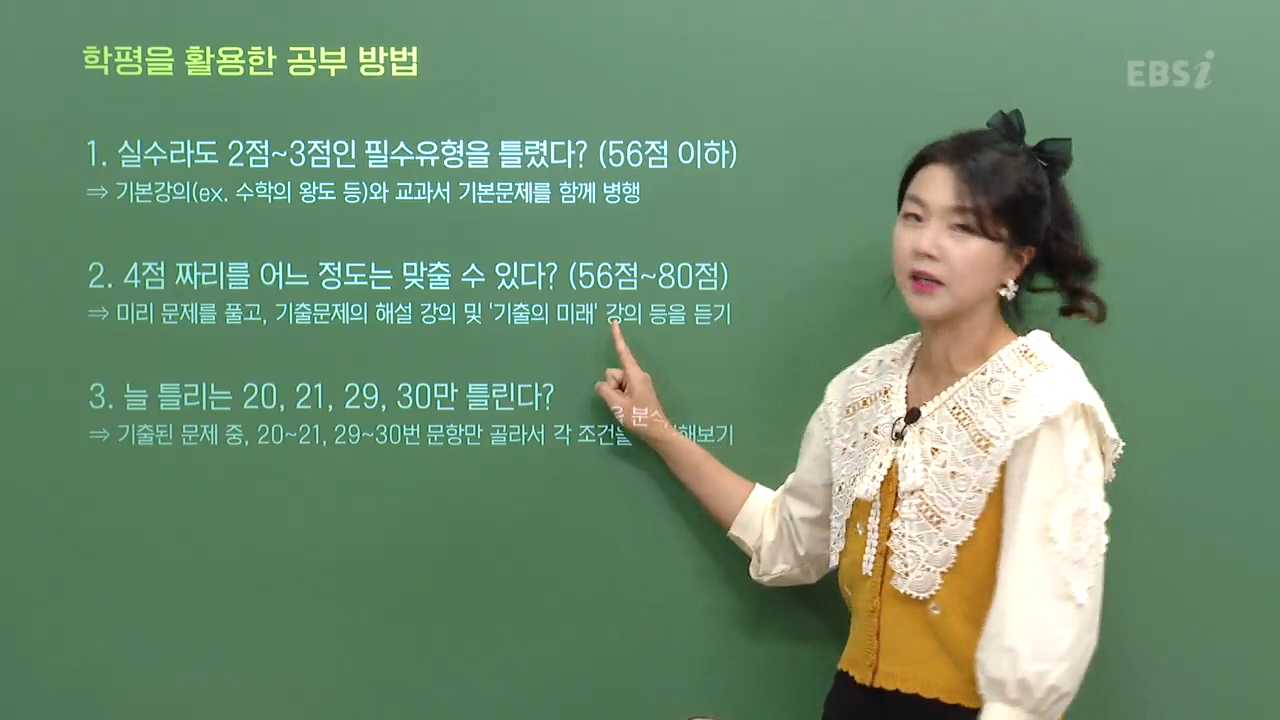 학평을 활용한 공부 방법
EBSi
1. 실수라도 2점~3점인 필수유형을 틀렸다? (56점 이하)
⇒ 기본강의(ex. 수학의 왕도 등)와 교과서 기본문제를 함께 병행
2. 4점 짜리를 어느 정도는 맞출 수 있다? (56점~80점)
⇒ 미리 문제를 풀고, 기출문제의 해설 강의 및 '기출의 미래' 강의 등을 듣기
3. 늘 틀리는 20, 21, 29, 30만 틀린다?
⇒ 기출된 문제 중, 20~21, 29~30번 문항만 골라서 각 조건을 해보기